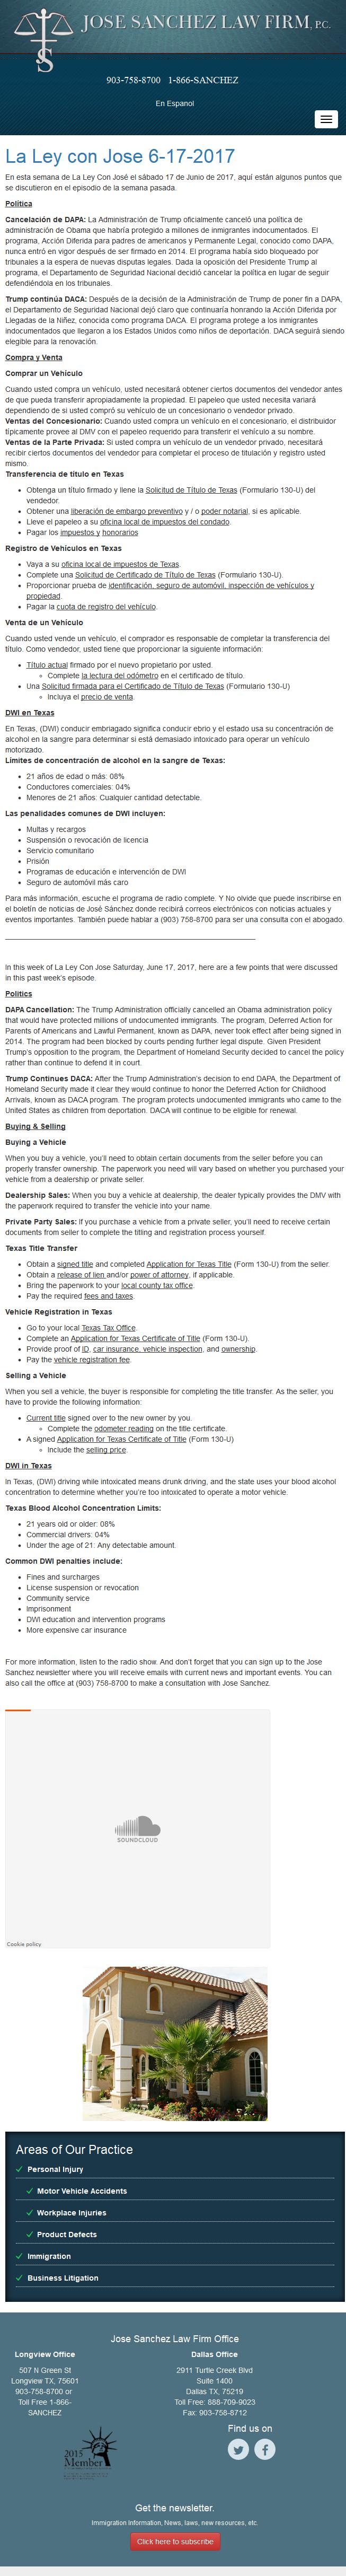 JOSE SANCHEZ LAW FIRM, P.C.
903-758-8700 1-866-SANCHEZ
En Espanol
La Ley con Jose 6-17-2017
En esta semana de La Ley Con José el sábado 17 de Junio de 2017, aquí están algunos puntos que
se discutieron en el episodio de la semana pasada.
Política
Cancelación de DAPA: La Administración de Trump oficialmente canceló una política de
administración de Obama que habría protegido a millones de inmigrantes indocumentados. El
programa, Acción Diferida para padres de americanos y Permanente Legal, conocido como DAPA,
nunca entró en vigor después de ser firmado en 2014. El programa había sido bloqueado por
tribunales a la espera de nuevas disputas legales. Dada la oposición del Presidente Trump al
programa, el Departamento de Seguridad Nacional decidió cancelar la política en lugar de seguir
defendiéndola en los tribunales.
Trump continúa DACA: Después de la decisión de la Administración de Trump de poner fin a DAPA,
el Departamento de Seguridad Nacional dejó claro que continuaría honrando la Acción Diferida por
Llegadas de la Niñez, conocida como programa DACA. El programa protege a los inmigrantes
indocumentados que llegaron a los Estados Unidos como niños de deportación. DACA seguirá siendo
elegible para la renovación.
Compra y Venta
Comprar un Vehículo
Cuando usted compra un vehículo, usted necesitará obtener ciertos documentos del vendedor antes
de que pueda transferir apropiadamente la propiedad. El papeleo que usted necesita variará
dependiendo de si usted compró su vehículo de un concesionario o vendedor privado.
Ventas del Concesionario: Cuando usted compra un vehículo en el concesionario, el distribuidor
típicamente provee al DMV con el papeleo requerido para transferir el vehículo a su nombre.
Ventas de la Parte Privada: Si usted compra un vehículo de un vendedor privado, necesitará
recibir ciertos documentos del vendedor para completar el proceso de titulación y registro usted
mismo.
Transferencia de título en Texas
Obtenga un título firmado y llene la Solicitud de Título de Texas (Formulario 130-U) del
vendedor.
Obtener una liberación de embargo preventivo y / o poder notarial, si es aplicable.
Lleve el papeleo a su oficina local de impuestos del condado.
Pagar los impuestos y honorarios
Registro de Vehículos en Texas
Vaya a su oficina local de impuestos de Texas.
Complete una Solicitud de Certificado de Título de Texas (Formulario 130-U).
Proporcionar prueba de identificación, seguro de automóvil, inspección de vehículos y
propiedad.
Pagar la cuota de registro del vehículo.
Venta de un Vehículo
Cuando usted vende un vehículo, el comprador es responsable de completar la transferencia del
título. Como vendedor, usted tiene que proporcionar la siguiente información:
Título actual firmado por el nuevo propietario por usted.
Complete la lectura del odómetro en el certificado de título.
Una Solicitud firmada para el Certificado de Título de Texas (Formulario 130-U)
Incluya el precio de venta.
DWI en Texas
En Texas, (DWI) conducir embriagado significa conducir ebrio y el estado usa su concentración de
alcohol en la sangre para determinar si está demasiado intoxicado para operar un vehículo
motorizado.
Límites de concentración de alcohol en la sangre de Texas:
21 años de edad o más: 08%
Conductores comerciales: 04%
Menores de 21 años: Cualquier cantidad detectable.
Las penalidades comunes de DWI incluyen:
Multas y recargos
Suspensión o revocación de licencia
Servicio comunitario
Prisión
Programas de educación e intervención de DWI
Seguro de automóvil más caro
Para más información, escuche el programa de radio complete. Y No olvide que puede inscribirse en
el boletín de noticias de José Sánchez donde recibirá correos electrónicos con noticias actuales y
eventos importantes. También puede hablar a (903) 758-8700 para ser una consulta con el abogado.
In this week of La Ley Con Jose Saturday, June 17, 2017, here are a few points that were discussed
in this past week's episode.
Politics
DAPA Cancellation: The Trump Administration officially cancelled an Obama administration policy
that would have protected millions of undocumented immigrants. The program, Deferred Action for
Parents of Americans and Lawful Permanent, known as DAPA, never took effect after being signed in
2014. The program had been blocked by courts pending further legal dispute. Given President
Trump's opposition to the program, the Department of Homeland Security decided to cancel the policy
rather than continue to defend it in court.
Trump Continues DACA: After the Trump Administration's decision to end DAPA, the Department of
Homeland Security made it clear they would continue to honor the Deferred Action for Childhood
Arrivals, known as DACA program. The program protects undocumented immigrants who came to the
United States as children from deportation. DACA will continue to be eligible for renewal.
Buying & Selling
Buying a Vehicle
When you buy a vehicle, you'll need to obtain certain documents from the seller before you can
properly transfer ownership. The paperwork you need will vary based on whether you purchased your
vehicle from a dealership or private seller.
Dealership Sales: When you buy a vehicle at dealership, the dealer typically provides the DMV with
the paperwork required to transfer the vehicle into your name.
Private Party Sales: If you purchase a vehicle from a private seller, you'll need to receive certain
documents from seller to complete the titling and registration process yourself.
Texas Title Transfer
Obtain a signed title and completed Application for Texas Title (Form 130-U) from the seller.
Obtain a release of lien and/or power of attorney, if applicable.
Bring the paperwork to your local county tax office.
Pay the required fees and taxes.
Vehicle Registration in Texas
Go to your local Texas Tax Office.
Complete an Application for Texas Certificate of Title (Form 130-U).
Provide proof of ID, car insurance, vehicle inspection, and ownership.
Pay the vehicle registration fee.
Selling a Vehicle
When you sell a vehicle, the buyer is responsible for completing the title transfer. As the seller, you
have to provide the following information:
Current title signed over to the new owner by you.
Complete the odometer reading on the title certificate.
A signed Application for Texas Certificate of Title (Form 130-U)
Include the selling price.
DWI in Texas
In Texas, (DWI) driving while intoxicated means drunk driving, and the state uses your blood alcohol
concentration to determine whether you're too intoxicated to operate a motor vehicle.
Texas Blood Alcohol Concentration Limits:
21 years old or older: 08%
Commercial drivers: 04%
Under the age of 21: Any detectable amount.
Common DWI penalties include:
Fines and surcharges
License suspension or revocation
Community service
Imprisonment
DWI education and intervention programs
More expensive car insurance
For more information, listen to the radio show. And don't forget that you can sign up to the Jose
Sanchez newsletter where you will receive emails with current news and important events. You can
also call the office at (903) 758-8700 to make a consultation with Jose Sanchez.
SOUNDCLOUD
Cookie policy
Areas of Our Practice
Personal Injury
Motor Vehicle Accidents
Workplace Injuries
Product Defects
Immigration
Business Litigation
Jose Sanchez Law Firm Office
Longview Office
507 N Green St
Longview TX, 75601
903-758-8700 or
Toll Free 1-866-
SANCHEZ
Dallas Office
2911 Turtle Creek Blvd
Suite 1400
Dallas TX, 75219
Toll Free: 888-709-9023
Fax: 903-758-8712
2015
Member
Find us on
Get the newsletter.
Immigration Information, News, laws, new resources, etc.
Click here to subscribe